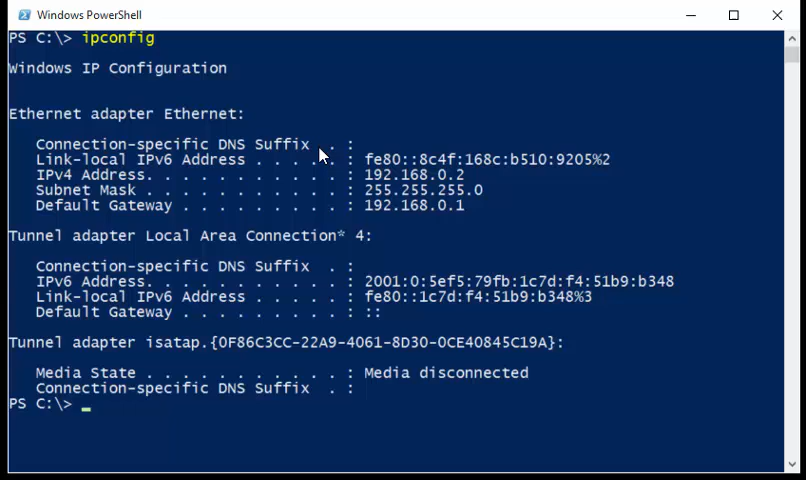 Windows PowerShell
PS C:\> ipconfig
Windows IP Configuration
Ethernet adapter Ethernet:
Connection-specific DNS Suffix . :
Link-local IPv6 Address . . . . . : fe80::8c4f:168c:b510:9205%2
IPv4 Address. . . . . . . . . . . : 192.168.0.2
Subnet Mask . . . . . . . . . . . : 255.255.255.0
Default Gateway . . . . . . . . . : 192.168.0.1
Tunnel adapter Local Area Connection* 4:
Connection-specific DNS Suffix . :
IPv6 Address. . . . . . . . . . . : 2001:0:5ef5:79fb:1c7d:f4:51b9:b348
Link-local IPv6 Address . . . . . : fe80::1c7d:f4:51b9:b348%3
Default Gateway . . . . . . . . . : ::
Tunnel adapter isatap.{0F86C3CC-22A9-4061-8D30-0CE40845C19A}:
Media State . . . . . . . . . . . : Media disconnected
Connection-specific DNS Suffix . :
PS C:\> _